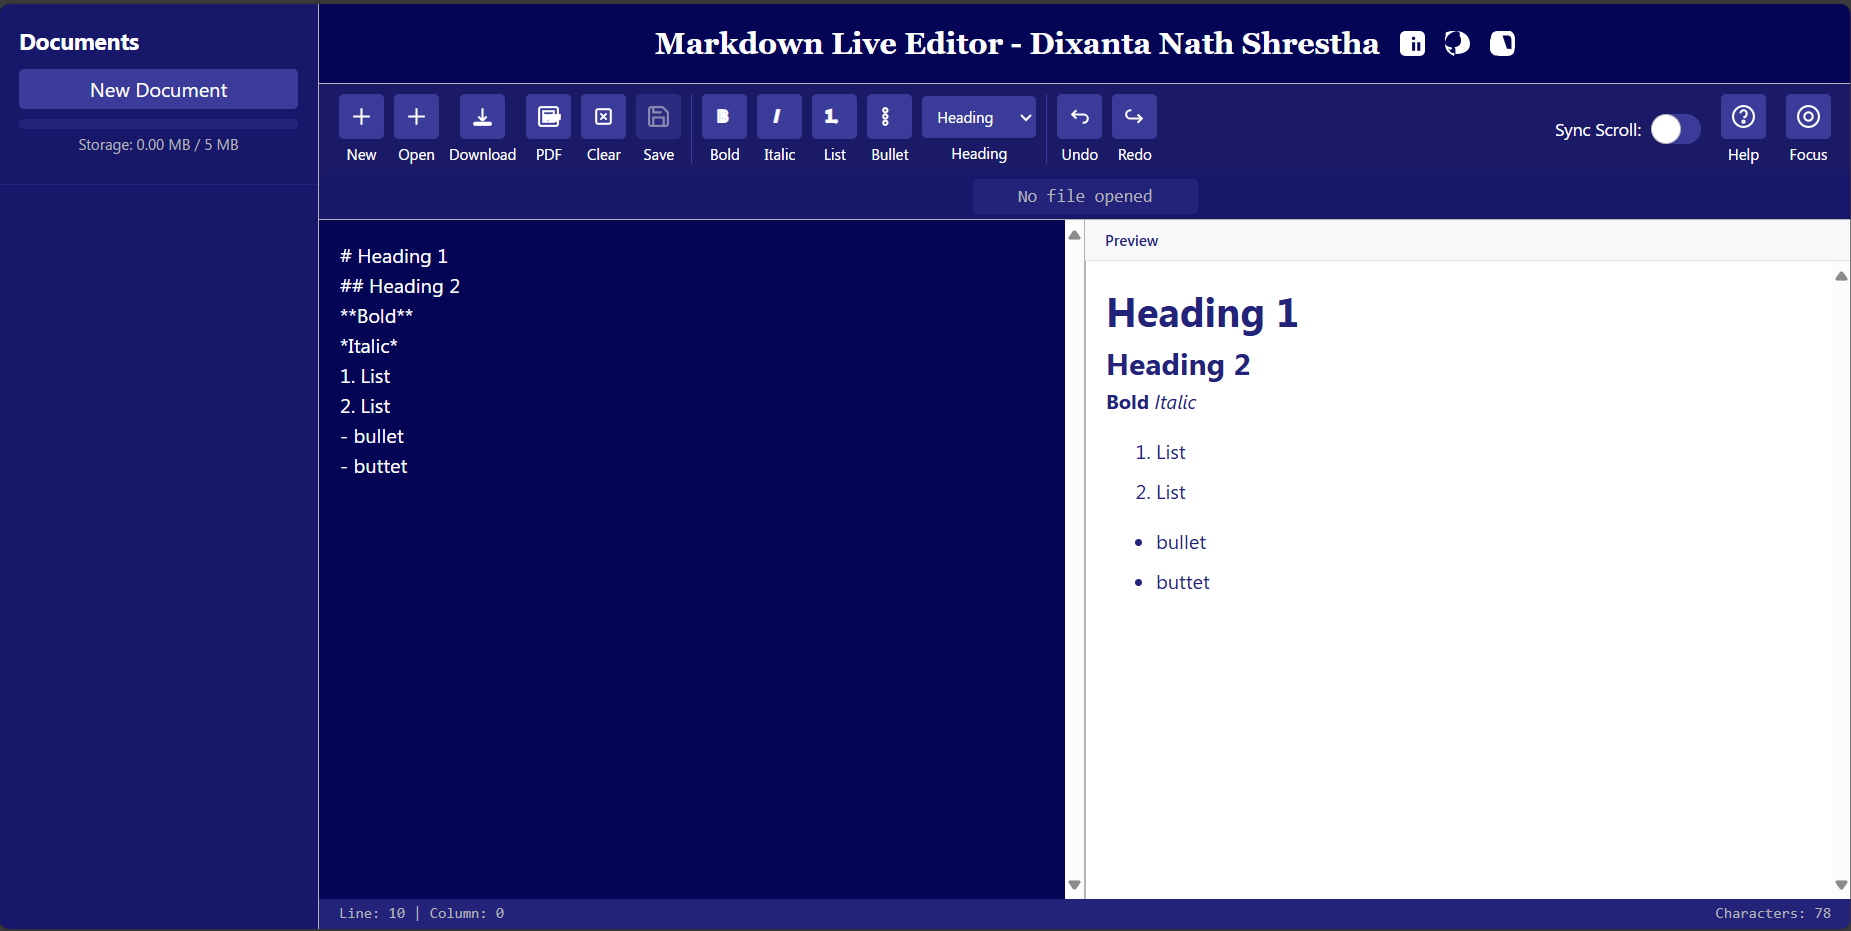 Documents
New Document
Storage: 0.00 MB / 5 MB
Markdown Live Editor - Dixanta Nath Shrestha
New Open Download PDF Clear Save Bold Italic List Bullet Heading Heading Undo Redo Sync Scroll: Help Focus
No file opened
# Heading 1
## Heading 2
**Bold**
*Italic*
1. List
2. List
- bullet
- buttet
Preview
Heading 1
Heading 2
Bold Italic
1. List
2. List
• bullet
• buttet
Line: 10 | Column: 0
Characters: 78